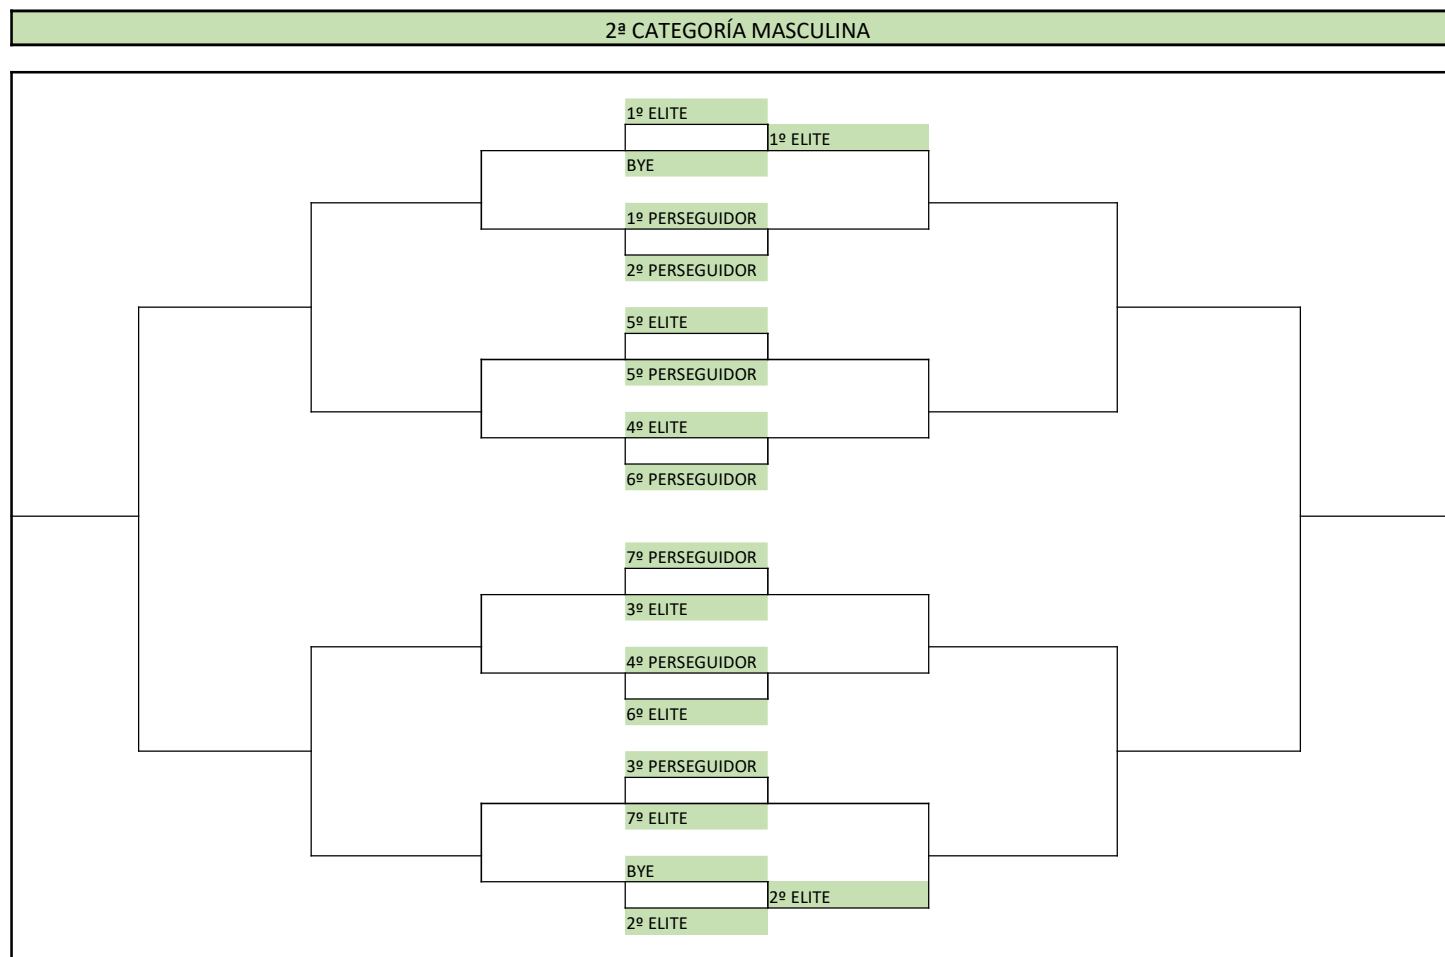 2ª CATEGORÍA MASCULINA
1º ELITE
1º ELITE
BYE
1º PERSEGUIDOR
2º PERSEGUIDOR
5º ELITE
5º PERSEGUIDOR
4º ELITE
6º PERSEGUIDOR
7º PERSEGUIDOR
3º ELITE
4º PERSEGUIDOR
6º ELITE
3º PERSEGUIDOR
7º ELITE
BYE
2º ELITE
2º ELITE